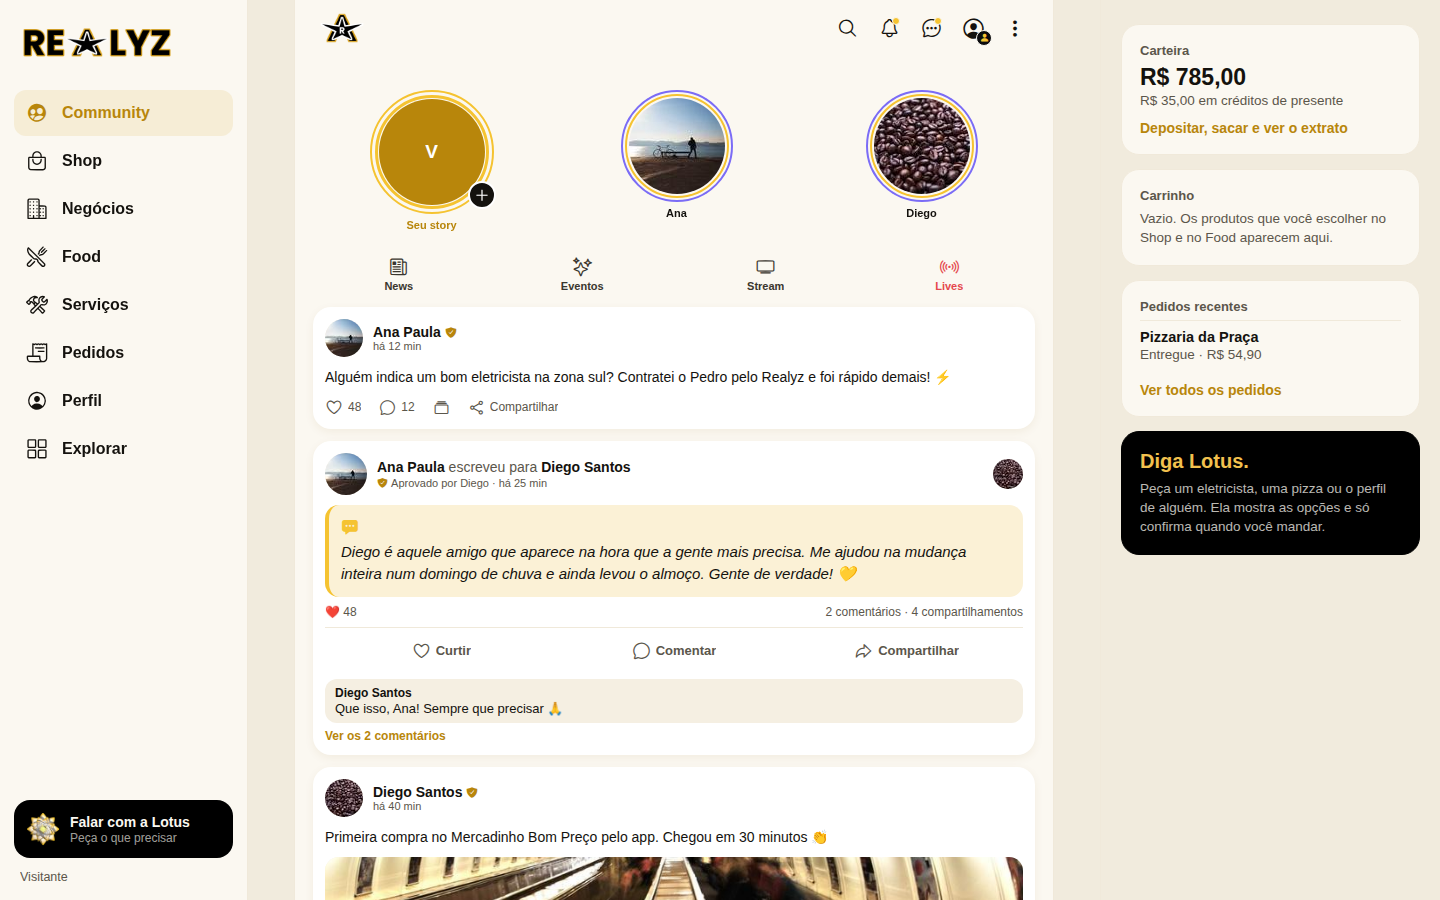 RE LYZ
Community
Shop
Negócios
Food
Serviços
Pedidos
Perfil
Explorar
Falar com a Lotus
Peça o que precisar
Visitante
R
V
Seu story
Ana
Diego
News
Eventos
Stream
Lives
Ana Paula
há 12 min
Alguém indica um bom eletricista na zona sul? Contratei o Pedro pelo Realyz e foi rápido demais! ⚡
48
12
Compartilhar
Ana Paula escreveu para Diego Santos
Aprovado por Diego · há 25 min
Diego é aquele amigo que aparece na hora que a gente mais precisa. Me ajudou na mudança
inteira num domingo de chuva e ainda levou o almoço. Gente de verdade! 💛
❤️ 48
2 comentários · 4 compartilhamentos
Curtir
Comentar
Compartilhar
Diego Santos
Que isso, Ana! Sempre que precisar 🙏
Ver os 2 comentários
Diego Santos
há 40 min
Primeira compra no Mercadinho Bom Preço pelo app. Chegou em 30 minutos 👏
Carteira
R$ 785,00
R$ 35,00 em créditos de presente
Depositar, sacar e ver o extrato
Carrinho
Vazio. Os produtos que você escolher no
Shop e no Food aparecem aqui.
Pedidos recentes
Pizzaria da Praça
Entregue · R$ 54,90
Ver todos os pedidos
Diga Lotus.
Peça um eletricista, uma pizza ou o perfil
de alguém. Ela mostra as opções e só
confirma quando você mandar.